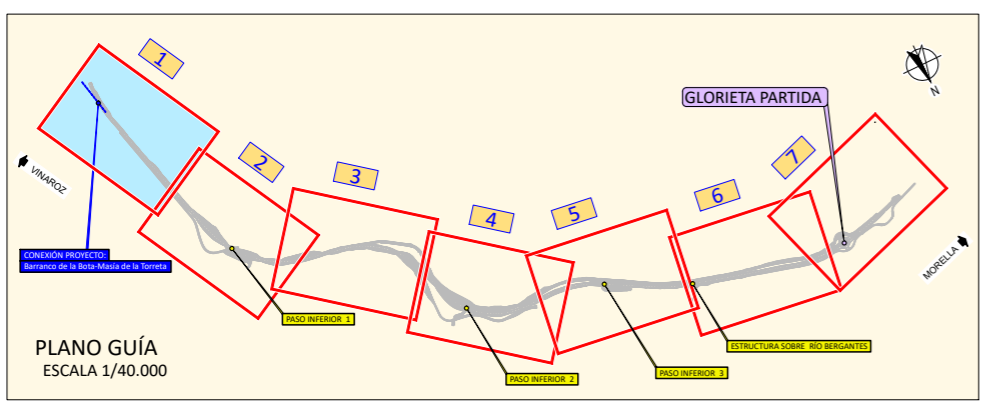 1
2
3
4
5
6
7
GLORIETA PARTIDA
N
VINAROZ
MORELLA
CONEXIÓN PROYECTO:
Barranco de la Bota-Masía de la Torreta
PASO INFERIOR 1
PASO INFERIOR 2
PASO INFERIOR 3
ESTRUCTURA SOBRE RÍO BERGANTES
PLANO GUÍA
ESCALA 1/40.000